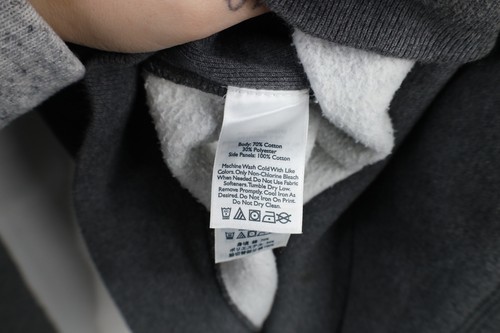 Body: 70% Cotton
30% Polyester
Side Panels: 100% Cotton
Machine Wash Cold With Like
Colors. Only Non-Chlorine Bleach
When Needed. Do Not Use Fabric
Softeners. Tumble Dry Low.
Remove Promptly. Cool Iron As
Desired. Do Not Iron On Print.
Do Not Dry Clean.